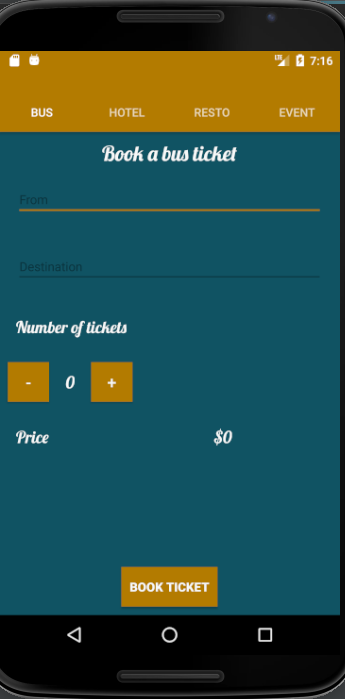 LTE 7:16
BUS HOTEL RESTO EVENT
Book a bus ticket
From
Destination
Number of tickets
- 0 +
Price $0
BOOK TICKET